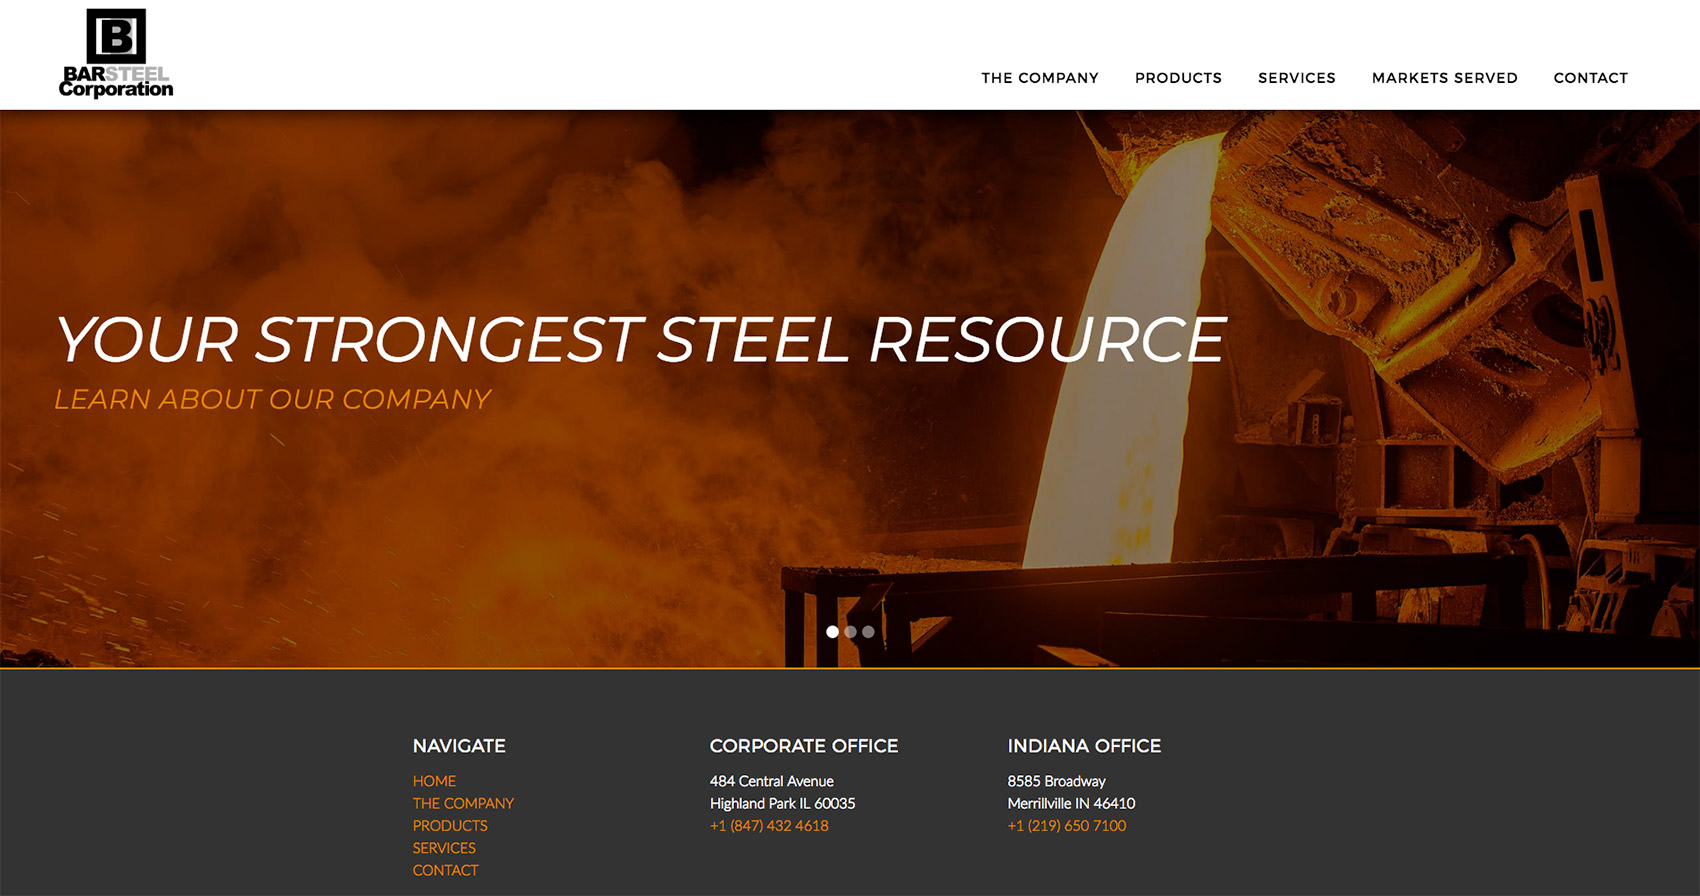 B
BARSTEEL
Corporation
THE COMPANY PRODUCTS SERVICES MARKETS SERVED CONTACT
YOUR STRONGEST STEEL RESOURCE
LEARN ABOUT OUR COMPANY
NAVIGATE
HOME
THE COMPANY
PRODUCTS
SERVICES
CONTACT
CORPORATE OFFICE
484 Central Avenue
Highland Park IL 60035
+1 (847) 432 4618
INDIANA OFFICE
8585 Broadway
Merrillville IN 46410
+1 (219) 650 7100